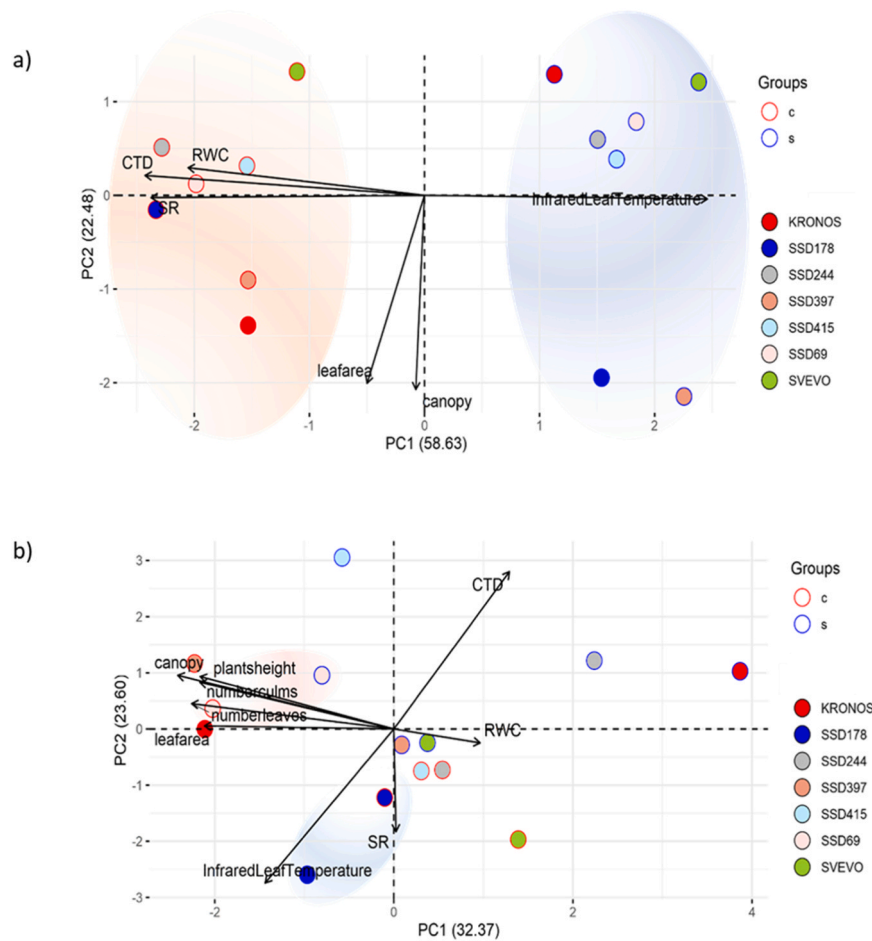 a)
Groups
c
s
1
0
-1
-2
PC2 (22.48)
RWC
CTD
SR
InfraredLeafTemperature
leafarea
canopy
KRONOS
SSD178
SSD244
SSD397
SSD415
SSD69
SVEVO
-2 -1 0 1 2
PC1 (58.63)
b)
Groups
c
s
3
2
1
0
-1
-2
-3
PC2 (23.60)
CTD
canopy
plantsheight
numberculms
numberleaves
leafarea
RWC
SR
InfraredLeafTemperature
KRONOS
SSD178
SSD244
SSD397
SSD415
SSD69
SVEVO
-2 0 2 4
PC1 (32.37)